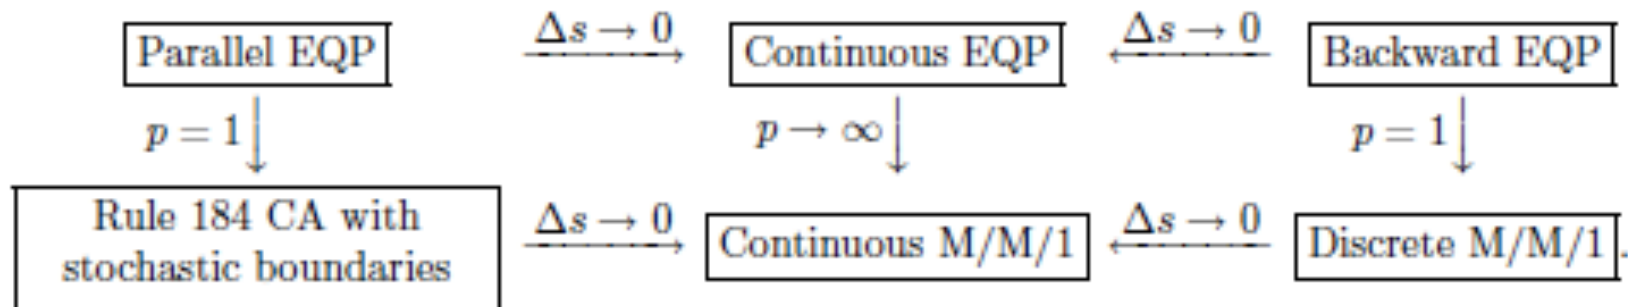 Parallel EQP Δs → 0 Continuous EQP Δs → 0 Backward EQP
p = 1 p → ∞ p = 1
Rule 184 CA with
stochastic boundaries
Δs → 0 Continuous M/M/1 Δs → 0 Discrete M/M/1 .